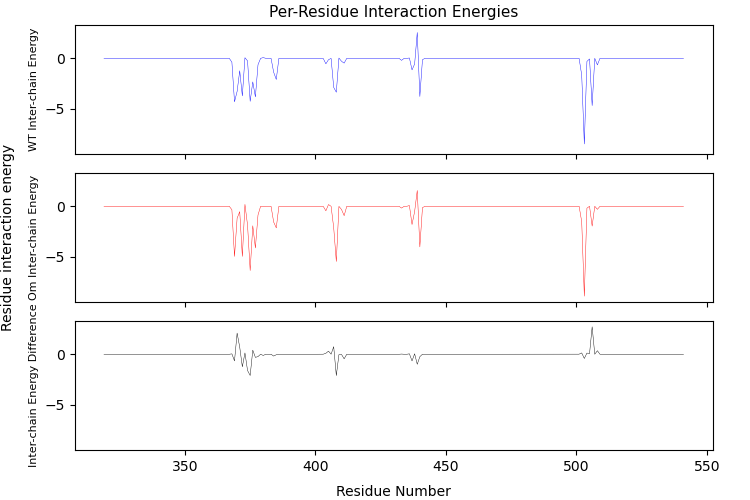 Per-Residue Interaction Energies
Residue interaction energy
WT Inter-chain Energy
0
−5
Om Inter-chain Energy
0
−5
Inter-chain Energy Difference
0
−5
350
400
450
500
550
Residue Number